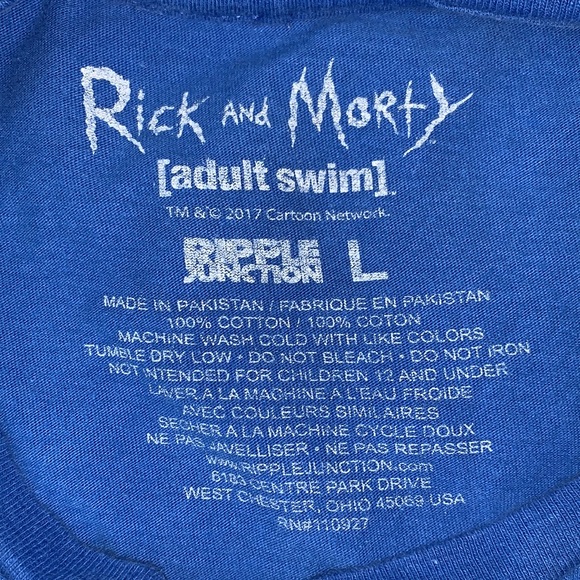 Rick and Morty
[adult swim]™
TM & © 2017 Cartoon Network.
RIPPLE JUNCTION L
MADE IN PAKISTAN / FABRIQUE EN PAKISTAN
100% COTTON / 100% COTON
MACHINE WASH COLD WITH LIKE COLORS
TUMBLE DRY LOW • DO NOT BLEACH • DO NOT IRON
NOT INTENDED FOR CHILDREN 12 AND UNDER
LAVER A LA MACHINE A L'EAU FROIDE
AVEC COULEURS SIMILAIRES
SECHER A LA MACHINE CYCLE DOUX
NE PAS JAVELLISER • NE PAS REPASSER
www.RIPPLEJUNCTION.com
6183 CENTRE PARK DRIVE
WEST CHESTER, OHIO 45069 USA
RN#110927